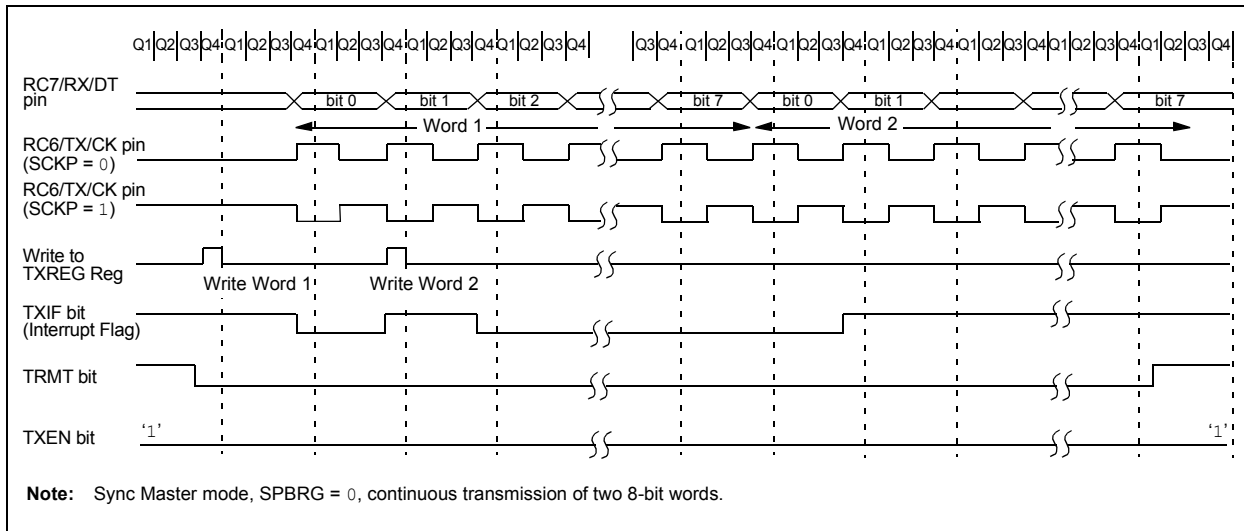 Q1 Q2 Q3 Q4 Q1 Q2 Q3 Q4 Q1 Q2 Q3 Q4 Q1 Q2 Q3 Q4 Q1 Q2 Q3 Q4 Q3 Q4 Q1 Q2 Q3 Q4 Q1 Q2 Q3 Q4 Q1 Q2 Q3 Q4 Q1 Q2 Q3 Q4 Q1 Q2 Q3 Q4 Q1 Q2 Q3 Q4
RC7/RX/DT
pin
bit 0 bit 1 bit 2 bit 7 bit 0 bit 1 bit 7
Word 1 Word 2
RC6/TX/CK pin
(SCKP = 0)
RC6/TX/CK pin
(SCKP = 1)
Write to
TXREG Reg
Write Word 1 Write Word 2
TXIF bit
(Interrupt Flag)
TRMT bit
TXEN bit
‘1’ ‘1’
Note: Sync Master mode, SPBRG = 0, continuous transmission of two 8-bit words.